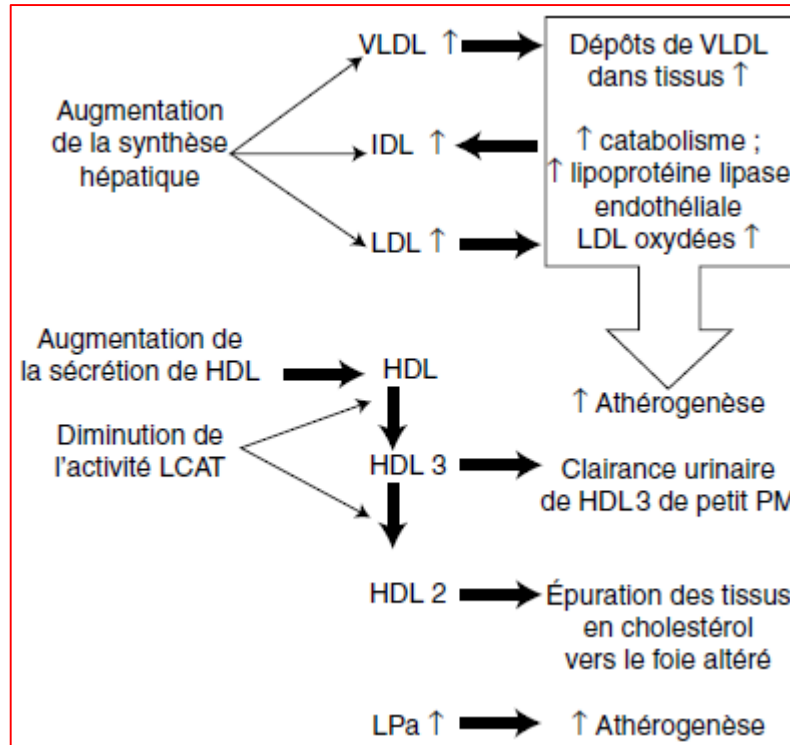 VLDL ↑
Dépôts de VLDL
dans tissus ↑
Augmentation
de la synthèse
hépatique
IDL ↑
↑ catabolisme ;
↑ lipoprotéine lipase
endothéliale
LDL ↑
LDL oxydées ↑
Augmentation de
la sécrétion de HDL
HDL
↑ Athérogenèse
Diminution de
l'activité LCAT
HDL 3
Clairance urinaire
de HDL3 de petit PM
HDL 2
Épuration des tissus
en cholestérol
vers le foie altéré
LPa ↑
↑ Athérogenèse